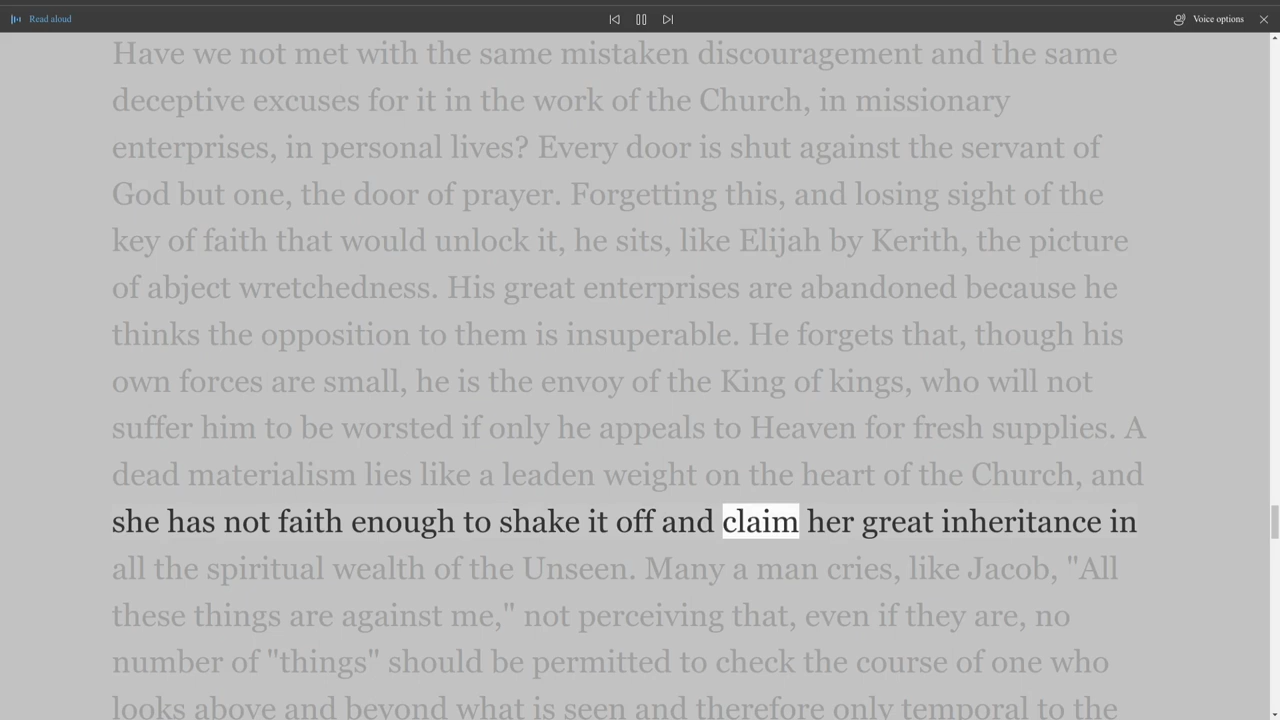 Read aloud
Voice options
Have we not met with the same mistaken discouragement and the same
deceptive excuses for it in the work of the Church, in missionary
enterprises, in personal lives? Every door is shut against the servant of
God but one, the door of prayer. Forgetting this, and losing sight of the
key of faith that would unlock it, he sits, like Elijah by Kerith, the picture
of abject wretchedness. His great enterprises are abandoned because he
thinks the opposition to them is insuperable. He forgets that, though his
own forces are small, he is the envoy of the King of kings, who will not
suffer him to be worsted if only he appeals to Heaven for fresh supplies. A
dead materialism lies like a leaden weight on the heart of the Church, and
she has not faith enough to shake it off and claim her great inheritance in
all the spiritual wealth of the Unseen. Many a man cries, like Jacob, "All
these things are against me," not perceiving that, even if they are, no
number of "things" should be permitted to check the course of one who
looks above and beyond what is seen and therefore only temporal to the